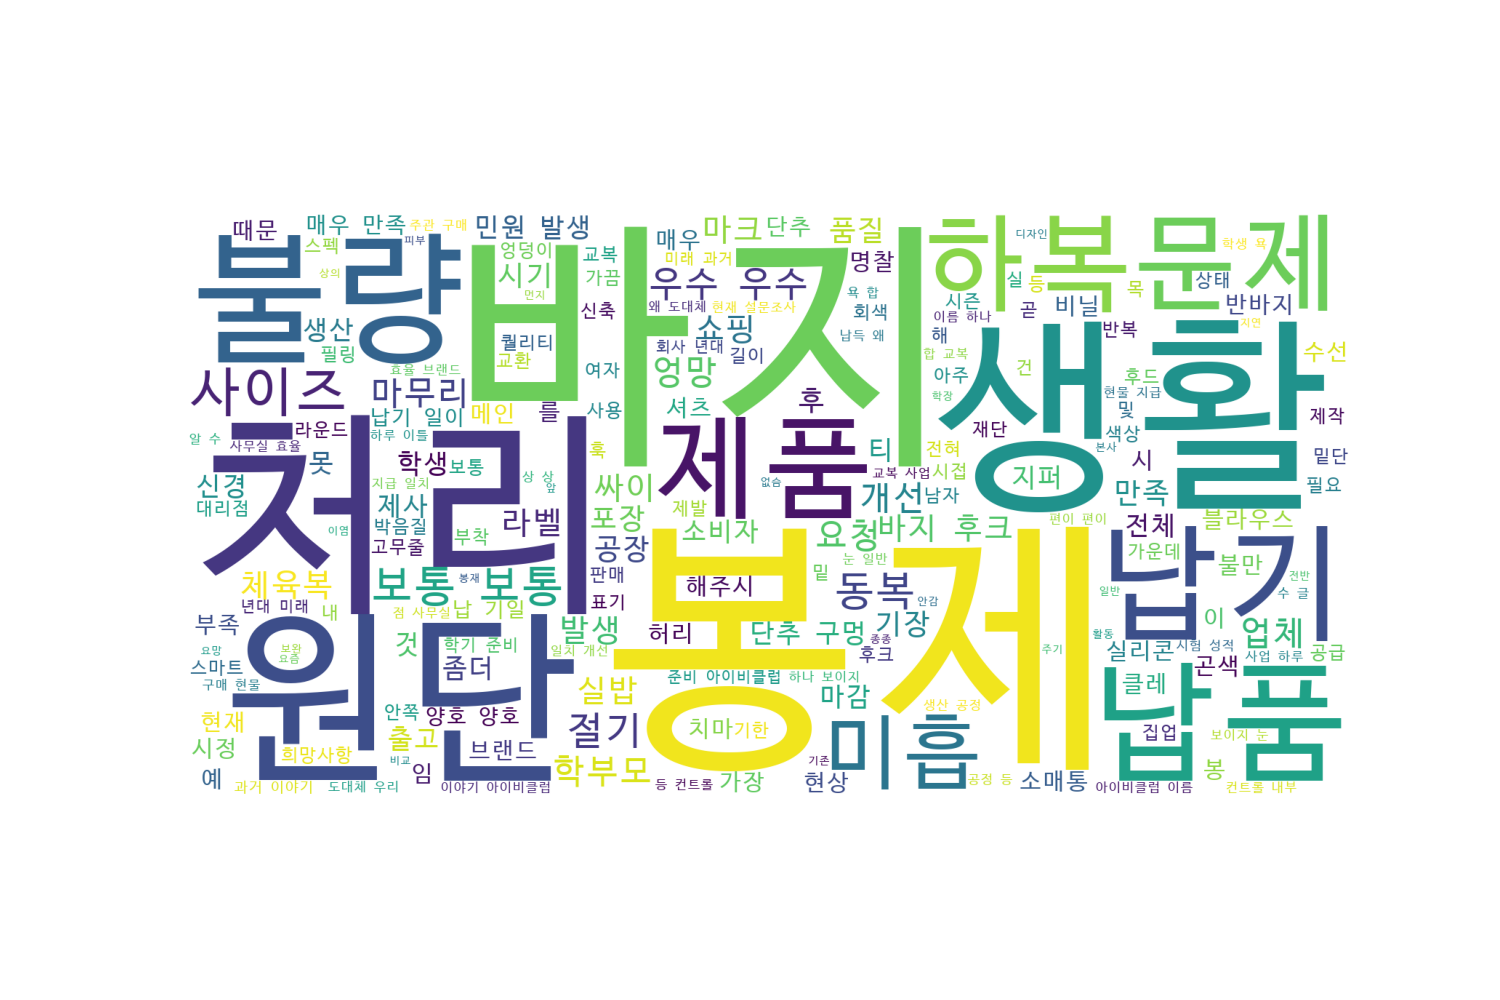 때문
매우 만족
주관 구매
민원 발생
마크
단추
품질
하복
문제
디자인
스펙
피부
엉덩이
교복
매우
명찰
학생 욕
불량
바지
상의
시기
가끔
미래 과거
우수 우수
욕 합
실
등
목
상태
먼지
신축
왜 도대체
현재 설문조사
회색
시즌
곧
비닐
반바지
생산
퀄리티
쇼핑
납득 왜
이름 하나
해
반복
지연
필링
교환
회사 년대
길이
합 교복
건
수선
효율 브랜드
여자
엉망
아주
후드
생활
사이즈
마무리
학장
현물 지급
납기 일이
메인
를
사용
셔츠
후
및
제작
알 수
사무실 효율
라운드
하루 이틀
색상
처리
제품
티
전혀
재단
본사
훅
못
학생
보통
교복 사업
시접
시
밑단
신경
지급 일치
상 상
앞
없음
지퍼
대리점
제사
싸이
개선
남자
만족
필요
라벨
포장
제발
이염
박음질
부착
소비자
요청
바지 후크
편이 편이
전체
블라우스
고무줄
공장
눈 일반
가운데
불만
납기
체육복
보통 보통
봉재
판매
밑
해주시
동복
안감
일반
전반
년대 미래
내
점 사무실
납 기일
표기
봉제
수 글
부족
것
발생
허리
단추 구멍
종종
기장
이
업체
요망
보완
요즘
학기 준비
일치 개선
후크
주기
활동
실리콘
시험 성적
공급
스마트
원단
좀더
준비 아이비클럽
하나 보이지
곤색
사업 하루
구매 현물
안쪽
양호 양호
실밥
마감
미흡
클레
납품
현재
절기
치마
기한
생산 공정
집업
시정
희망사항
출고
브랜드
보이지 눈
비교
기존
예
임
학부모
가장
현상
공정 등
소매통
봉
과거 이야기
도대체 우리
이야기 아이비클럽
등 컨트롤
아이비클럽 이름
컨트롤 내부